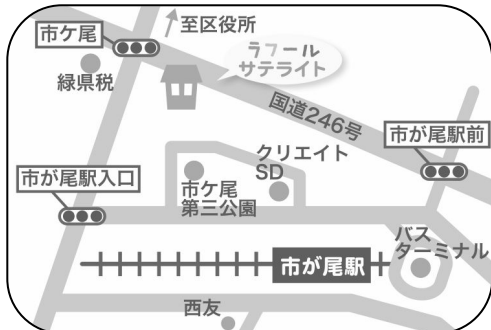 至区役所
市ケ尾
ラフール
サテライト
緑県税
国道246号
市が尾駅前
クリエイト
SD
市が尾駅入口
市ケ尾
第三公園
バス
ターミナル
市が尾駅
西友